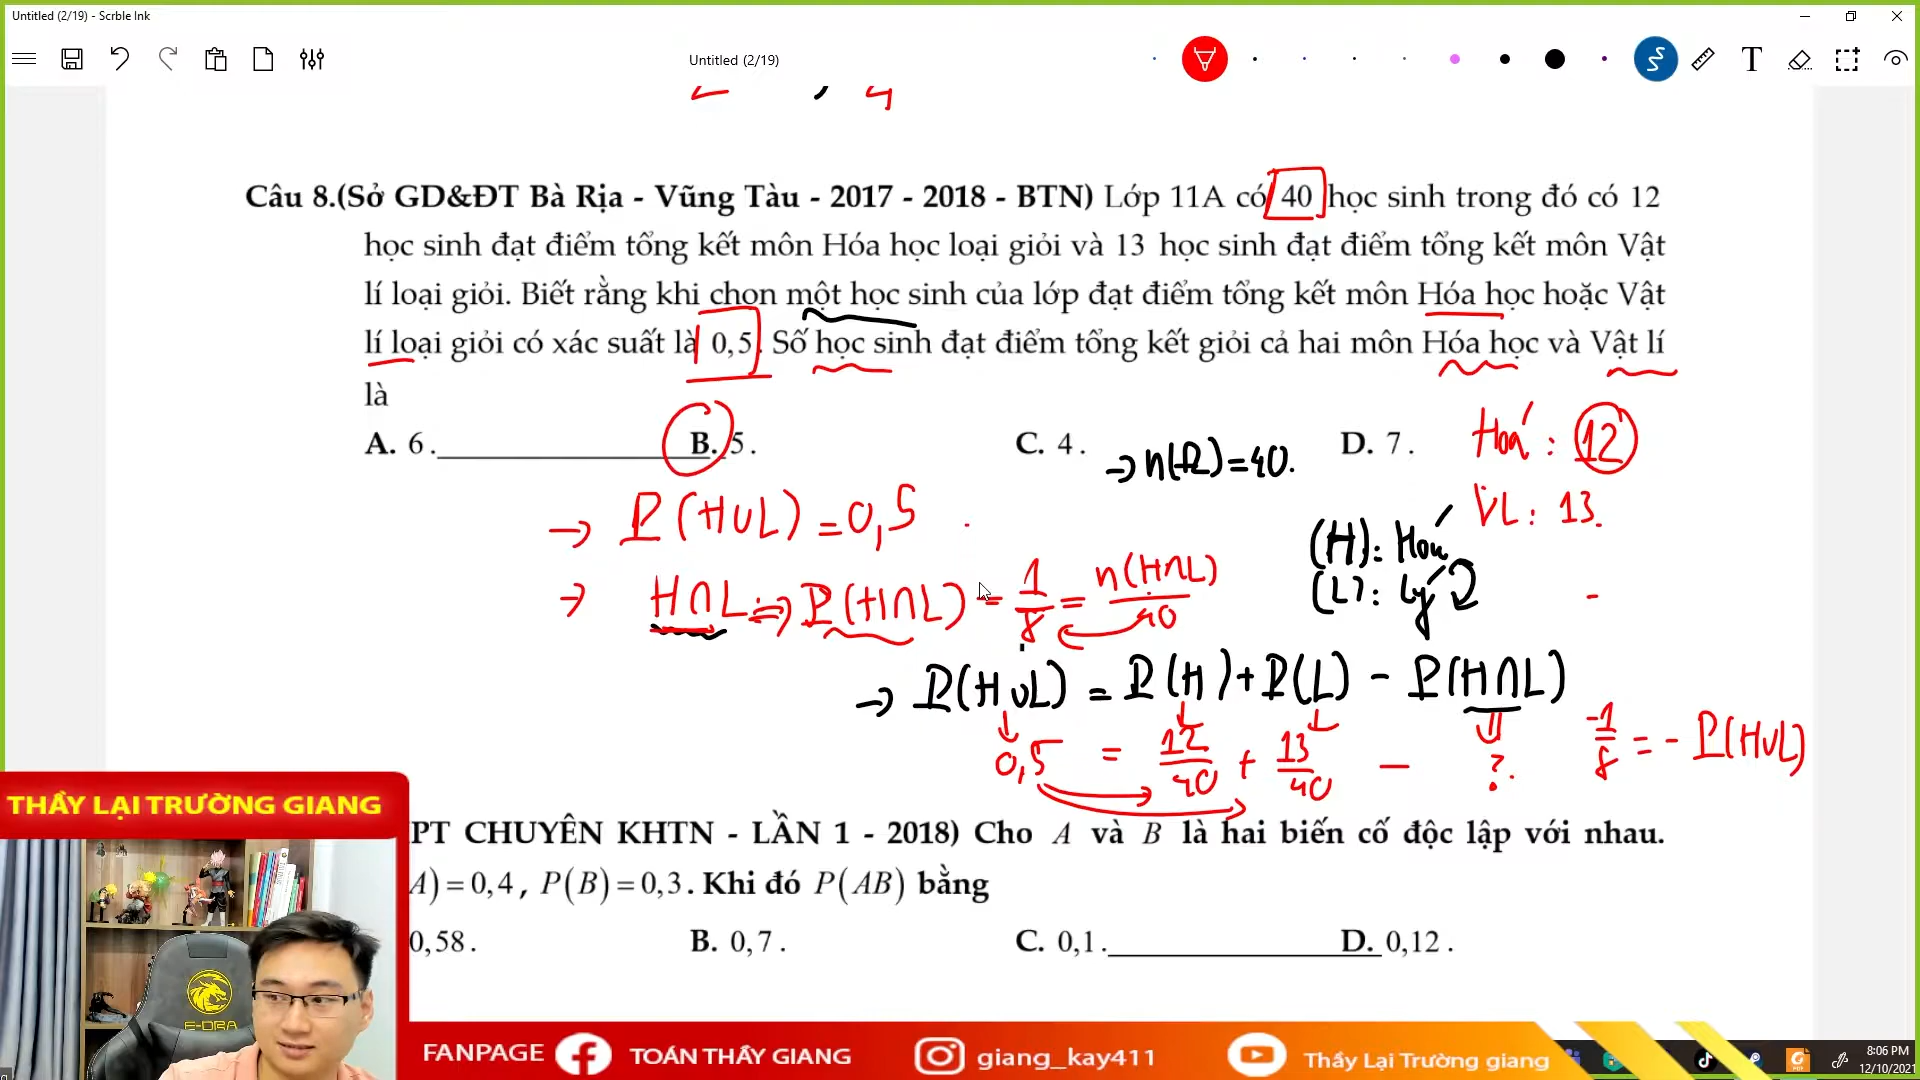 Untitled (2/19) - Scrble Ink
Untitled (2/19)
Câu 8.(Sở GD&ĐT Bà Rịa - Vũng Tàu - 2017 - 2018 - BTN) Lớp 11A có 40 học sinh trong đó có 12
học sinh đạt điểm tổng kết môn Hóa học loại giỏi và 13 học sinh đạt điểm tổng kết môn Vật
lí loại giỏi. Biết rằng khi chọn một học sinh của lớp đạt điểm tổng kết môn Hóa học hoặc Vật
lí loại giỏi có xác suất là 0,5. Số học sinh đạt điểm tổng kết giỏi cả hai môn Hóa học và Vật lí
là
A. 6. B. 5. C. 4. D. 7.
Hoá: 12
→ n(Ω)=40.
VL: 13.
→ P(H∪L)=0,5
(H): Hoá
(L): Lý
→ H∩L ⇒ P(H∩L) = 1/8 = n(H∩L)/40
→ P(H∪L) = P(H)+P(L) - P(H∩L)
0,5 = 12/40 + 13/40 - ?
-1/8 = - P(H∪L)
THẦY LẠI TRƯỜNG GIANG
PT CHUYÊN KHTN - LẦN 1 - 2018) Cho A và B là hai biến cố độc lập với nhau.
A)=0,4, P(B)=0,3. Khi đó P(AB) bằng
0,58. B. 0,7. C. 0,1. D. 0,12.
E-DRA
FANPAGE TOÁN THẦY GIANG giang_kay411 Thầy Lại Trường giang
8:06 PM
12/10/2021